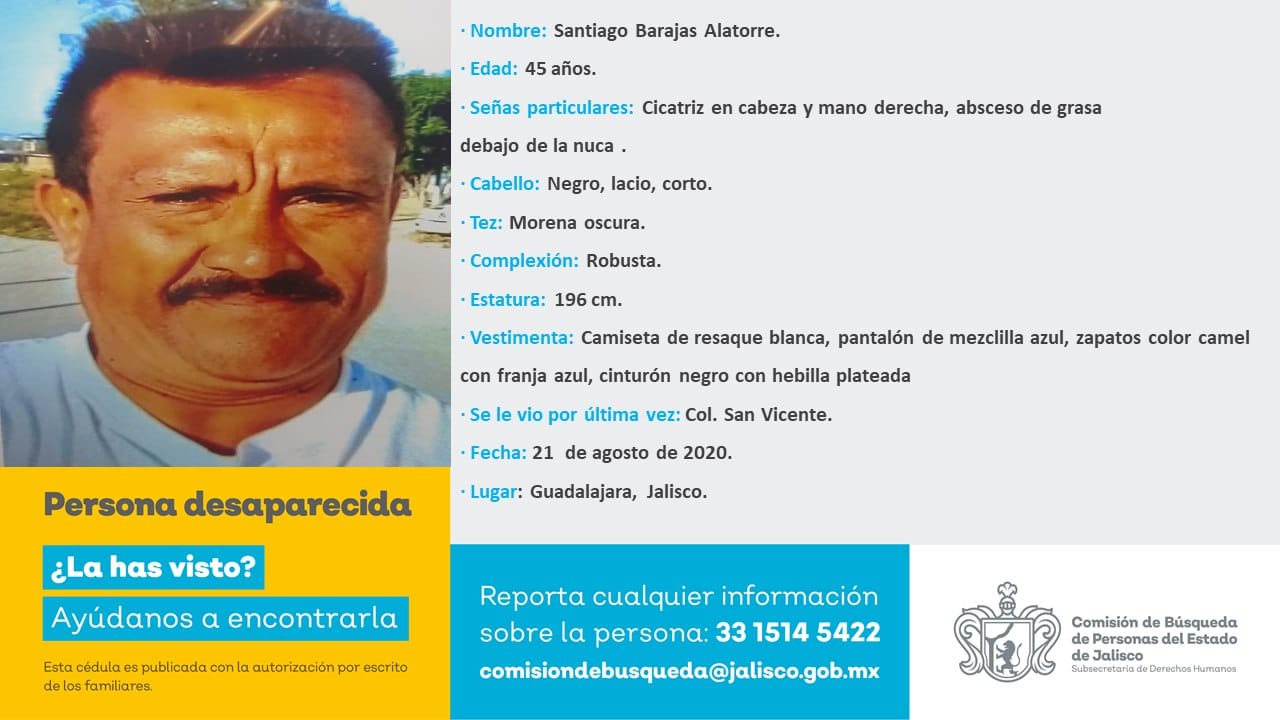 · Nombre: Santiago Barajas Alatorre.
· Edad: 45 años.
· Señas particulares: Cicatriz en cabeza y mano derecha, absceso de grasa
debajo de la nuca .
· Cabello: Negro, lacio, corto.
· Tez: Morena oscura.
· Complexión: Robusta.
· Estatura: 196 cm.
· Vestimenta: Camiseta de resaque blanca, pantalón de mezclilla azul, zapatos color camel
con franja azul, cinturón negro con hebilla plateada
· Se le vio por última vez: Col. San Vicente.
· Fecha: 21 de agosto de 2020.
· Lugar: Guadalajara, Jalisco.
Persona desaparecida
¿La has visto?
Ayúdanos a encontrarla
Esta cédula es publicada con la autorización por escrito
de los familiares.
Reporta cualquier información
sobre la persona: 33 1514 5422
comisiondebusqueda@jalisco.gob.mx
Comisión de Búsqueda
de Personas del Estado
de Jalisco
Subsecretaría de Derechos Humanos